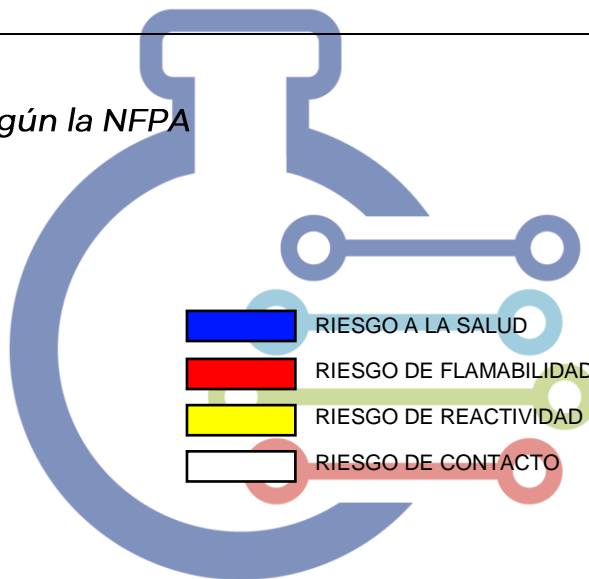 gún la NFPA
RIESGO A LA SALUD
RIESGO DE FLAMABILIDAD
RIESGO DE REACTIVIDAD
RIESGO DE CONTACTO